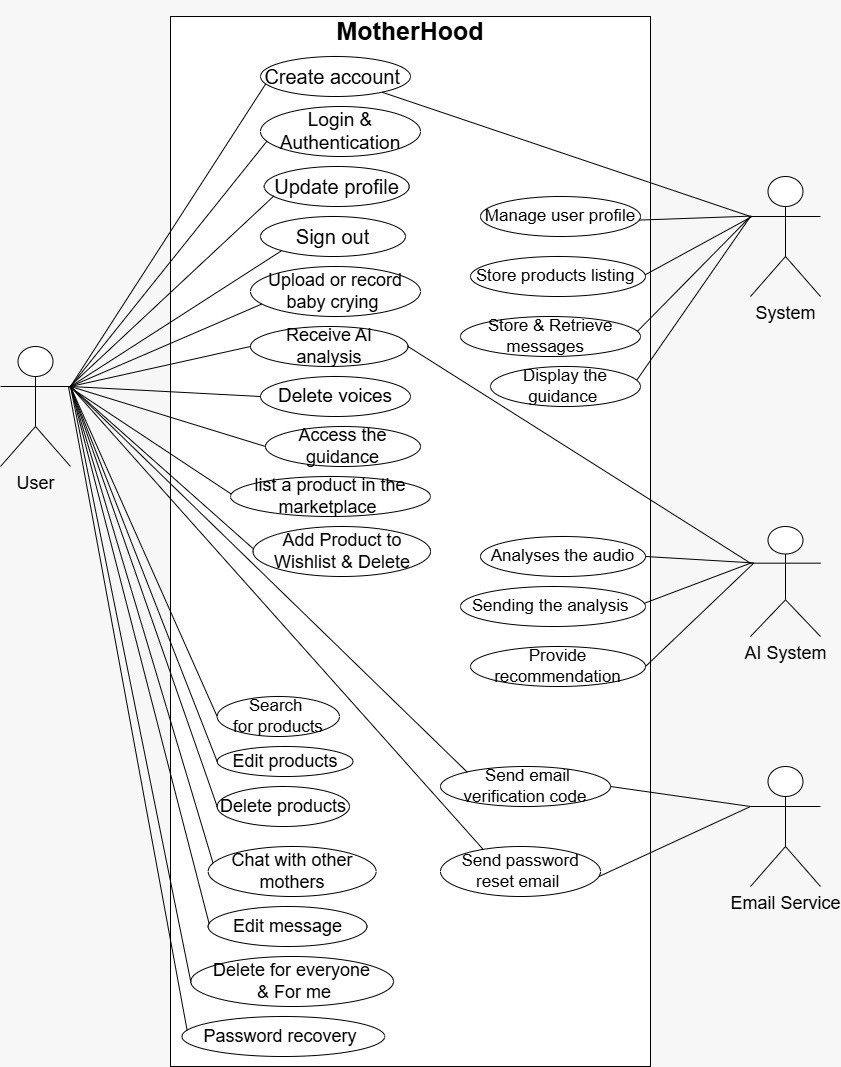 MotherHood
Create account
Login &
Authentication
Update profile
Sign out
Upload or record
baby crying
Receive AI
analysis
Delete voices
Access the
guidance
list a product in the
marketplace
Add Product to
Wishlist & Delete
Search
for products
Edit products
Delete products
Chat with other
mothers
Edit message
Delete for everyone
& For me
Password recovery
Manage user profile
Store products listing
Store & Retrieve
messages
Display the
guidance
Analyses the audio
Sending the analysis
Provide
recommendation
Send email
verification code
Send password
reset email
User
System
AI System
Email Service